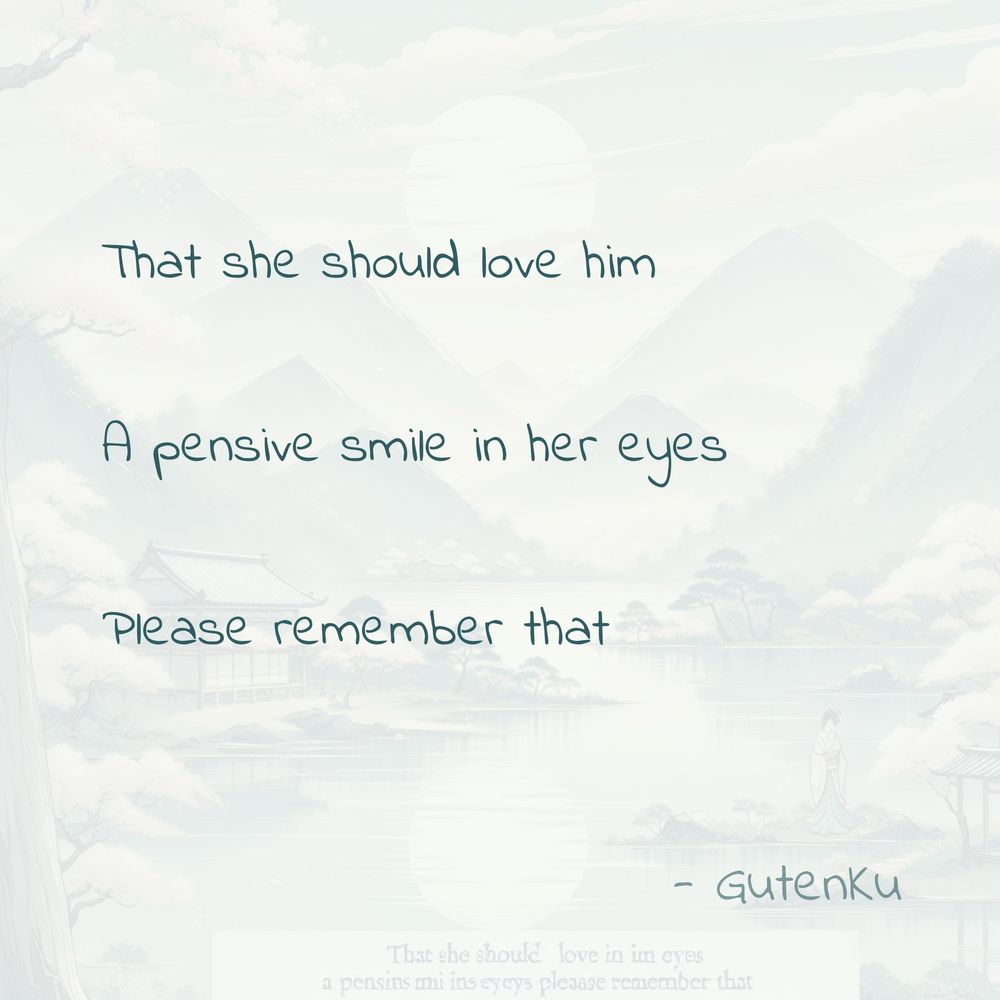 That she should love him
A pensive smile in her eyes
Please remember that
- GutenKu
That she should love in im eyes
a pensins mi ins eyeys pleaase remember that